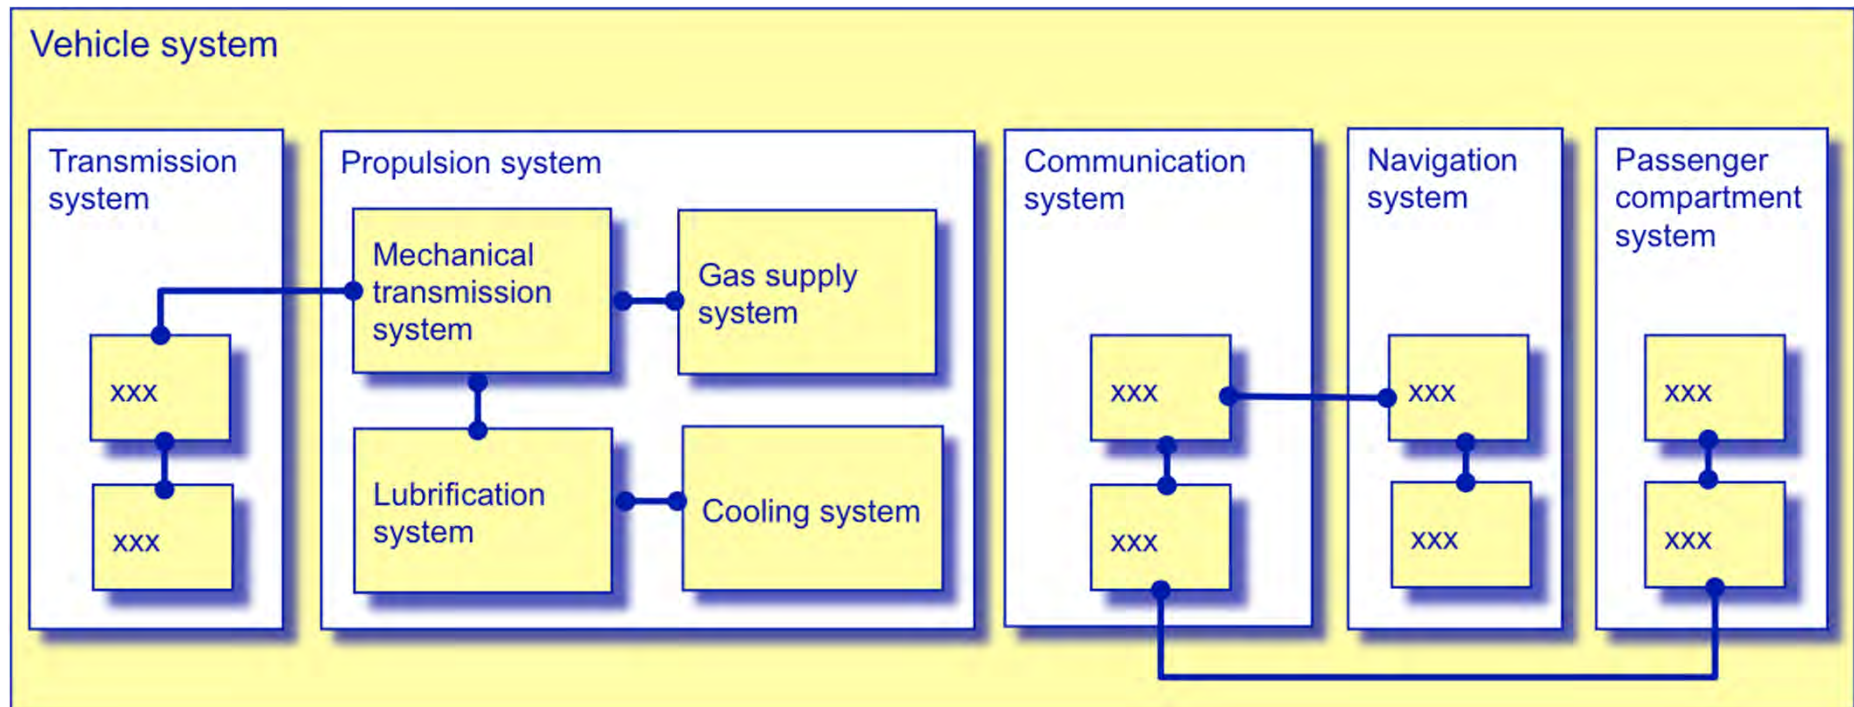 Vehicle system
Transmission
system
xxx
xxx
Propulsion system
Mechanical
transmission
system
Gas supply
system
Lubrification
system
Cooling system
Communication
system
xxx
xxx
Navigation
system
xxx
xxx
Passenger
compartment
system
xxx
xxx